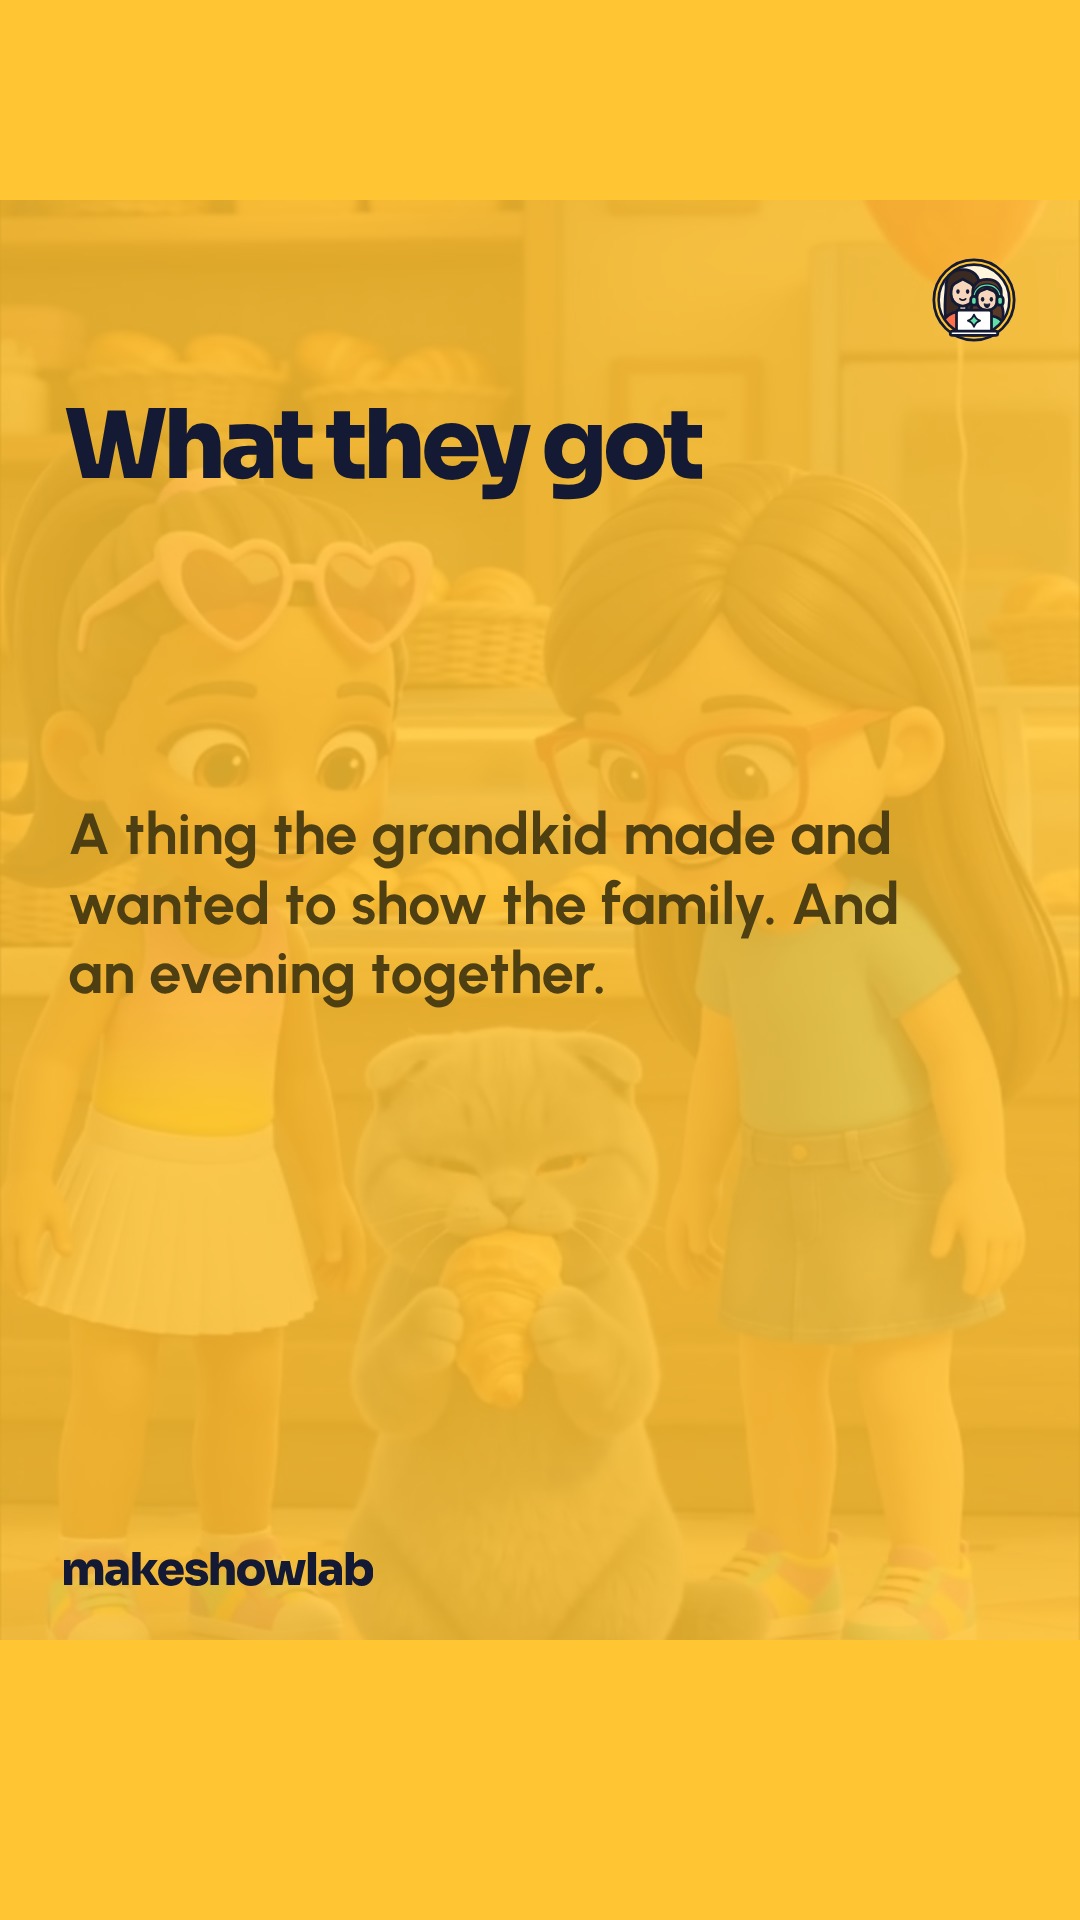 What they got
A thing the grandkid made and
wanted to show the family. And
an evening together.
makeshowlab